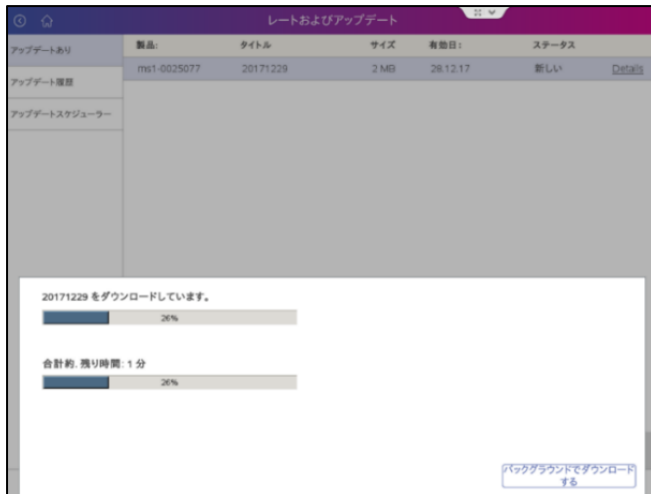 レートおよびアップデート
アップデートあり
製品: タイトル サイズ 有効日: ステータス
ms1-0025077 20171229 2 MB 28.12.17 新しい Details
アップデート履歴
アップデートスケジューラー
20171229 をダウンロードしています。
26%
合計約. 残り時間: 1 分
26%
バックグラウンドでダウンロード
する